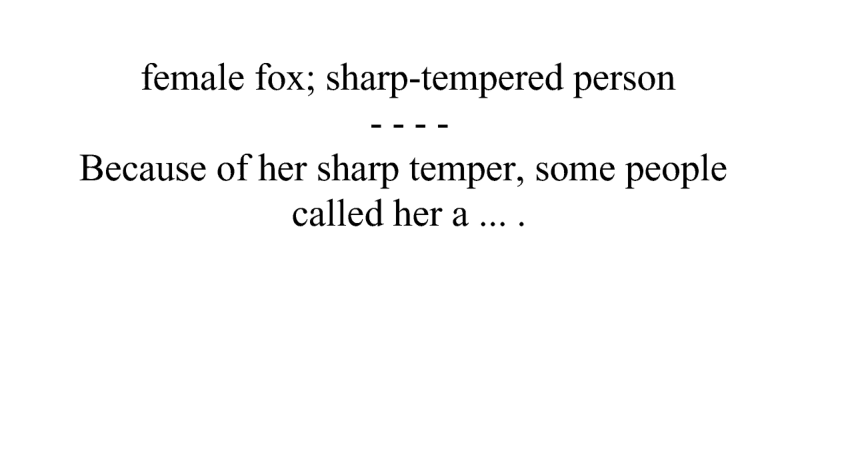 female fox; sharp-tempered person
- - - -
Because of her sharp temper, some people
called her a ... .